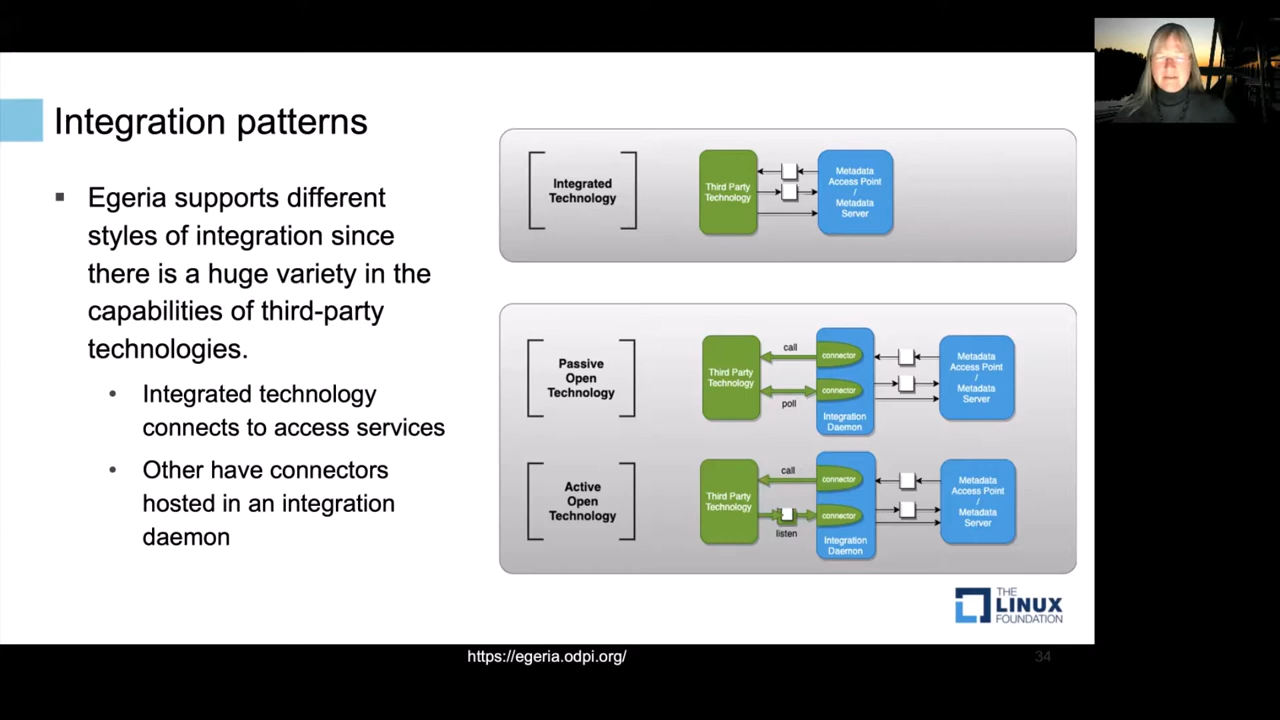 Integration patterns
▪ Egeria supports different
styles of integration since
there is a huge variety in the
capabilities of third-party
technologies.
• Integrated technology
connects to access services
• Other have connectors
hosted in an integration
daemon
Integrated
Technology
Third Party
Technology
Metadata
Access Point
/
Metadata
Server
Passive
Open
Technology
Third Party
Technology
call
poll
connector
connector
Integration
Daemon
Metadata
Access Point
/
Metadata
Server
Active
Open
Technology
Third Party
Technology
call
listen
connector
connector
Integration
Daemon
Metadata
Access Point
/
Metadata
Server
THE
LINUX
FOUNDATION
https://egeria.odpi.org/
34